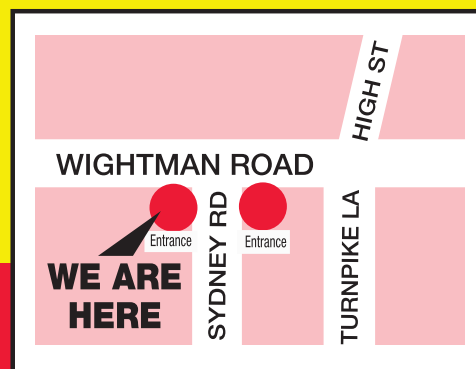 HIGH ST
WIGHTMAN ROAD
Entrance
Entrance
SYDNEY RD
TURNPIKE LA
WE ARE
HERE